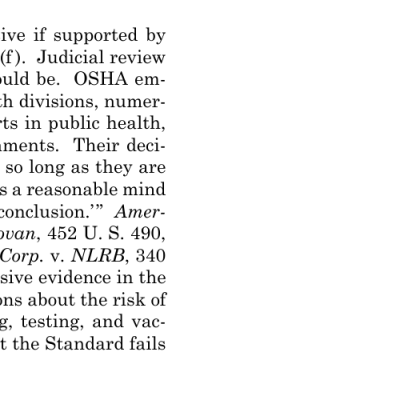 ive if supported by
(f). Judicial review
ould be. OSHA em-
th divisions, numer-
rts in public health,
ments. Their deci-
so long as they are
s a reasonable mind
conclusion.’” Amer-
ovan, 452 U. S. 490,
Corp. v. NLRB, 340
sive evidence in the
ons about the risk of
g, testing, and vac-
t the Standard fails